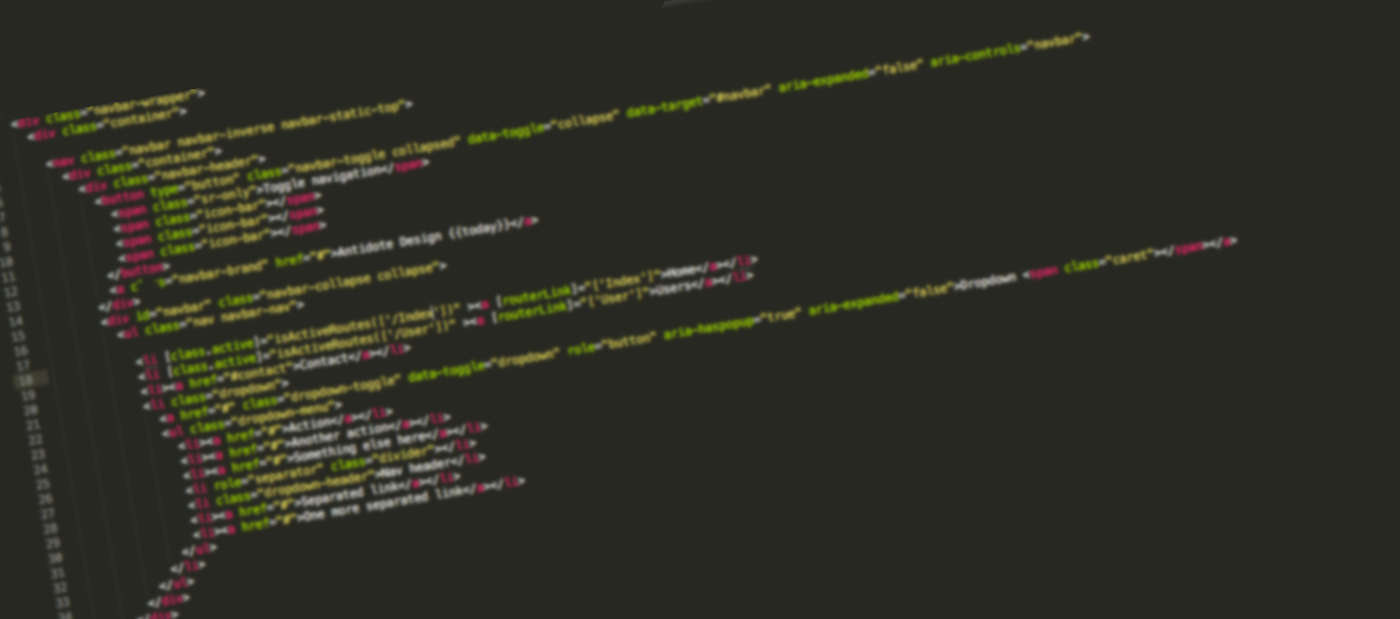 <div class="navbar-wrapper">
<div class="container">
<nav class="navbar navbar-inverse navbar-static-top">
<div class="container">
<div class="navbar-header">
<button type="button" class="navbar-toggle collapsed" data-toggle="collapse" data-target="#navbar" aria-expanded="false" aria-controls="navbar">
<span class="sr-only">Toggle navigation</span>
<span class="icon-bar"></span>
<span class="icon-bar"></span>
<span class="icon-bar"></span>
</button>
<a c s="navbar-brand" href="#">Antidote Design {{today}}</a>
</div>
<div id="navbar" class="navbar-collapse collapse">
<ul class="nav navbar-nav">
<li [class.active]="isActiveRoutes(['/Index'])" ><a [routerLink]="['Index']">Home</a></li>
<li [class.active]="isActiveRoutes(['/User'])" ><a [routerLink]="['User']">Users</a></li>
<li><a href="#contact">Contact</a></li>
<li class="dropdown">
<a href="#" class="dropdown-toggle" data-toggle="dropdown" role="button" aria-haspopup="true" aria-expanded="false">Dropdown <span class="caret"></span></a>
<ul class="dropdown-menu">
<li><a href="#">Action</a></li>
<li><a href="#">Another action</a></li>
<li><a href="#">Something else here</a></li>
<li role="separator" class="divider"></li>
<li class="dropdown-header">Nav header</li>
<li><a href="#">Separated link</a></li>
<li><a href="#">One more separated link</a></li>
</ul>
</li>
</ul>
</div>
</div>